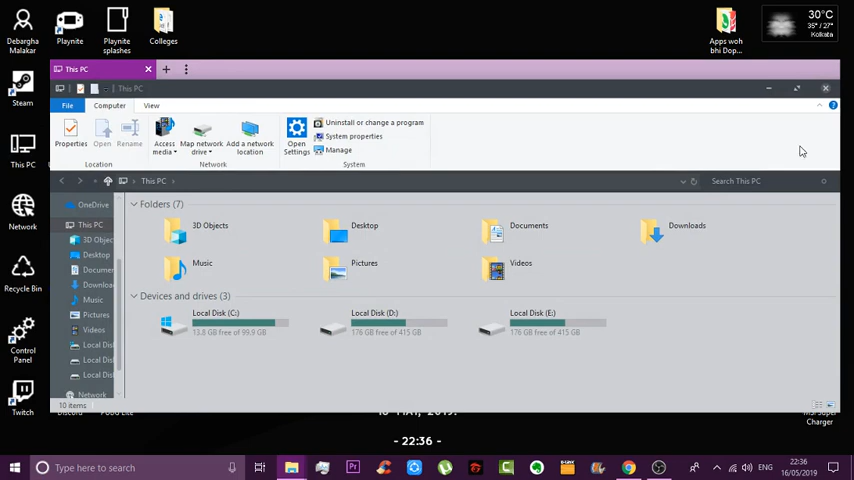 Debargha Malakar
Playnite
Playnite splashes
Colleges
Apps woh bhi Dop...
30°C
35° / 27°
Kolkata
Steam
This PC
Network
Recycle Bin
Control Panel
Twitch
This PC
This PC
File
Computer
View
Properties
Open
Rename
Access media
Map network drive
Add a network location
Open Settings
Uninstall or change a program
System properties
Manage
Location
Network
System
This PC
Search This PC
OneDrive
This PC
3D Objec
Desktop
Documen
Downloa
Music
Pictures
Videos
Local Dis
Local Dis
Local Dis
Network
Folders (7)
3D Objects
Desktop
Documents
Downloads
Music
Pictures
Videos
Devices and drives (3)
Local Disk (C:)
13.8 GB free of 99.9 GB
Local Disk (D:)
176 GB free of 415 GB
Local Disk (E:)
176 GB free of 415 GB
10 items
Charger
- 22:36 -
Type here to search
Pr
ENG
22:36
16/05/2019